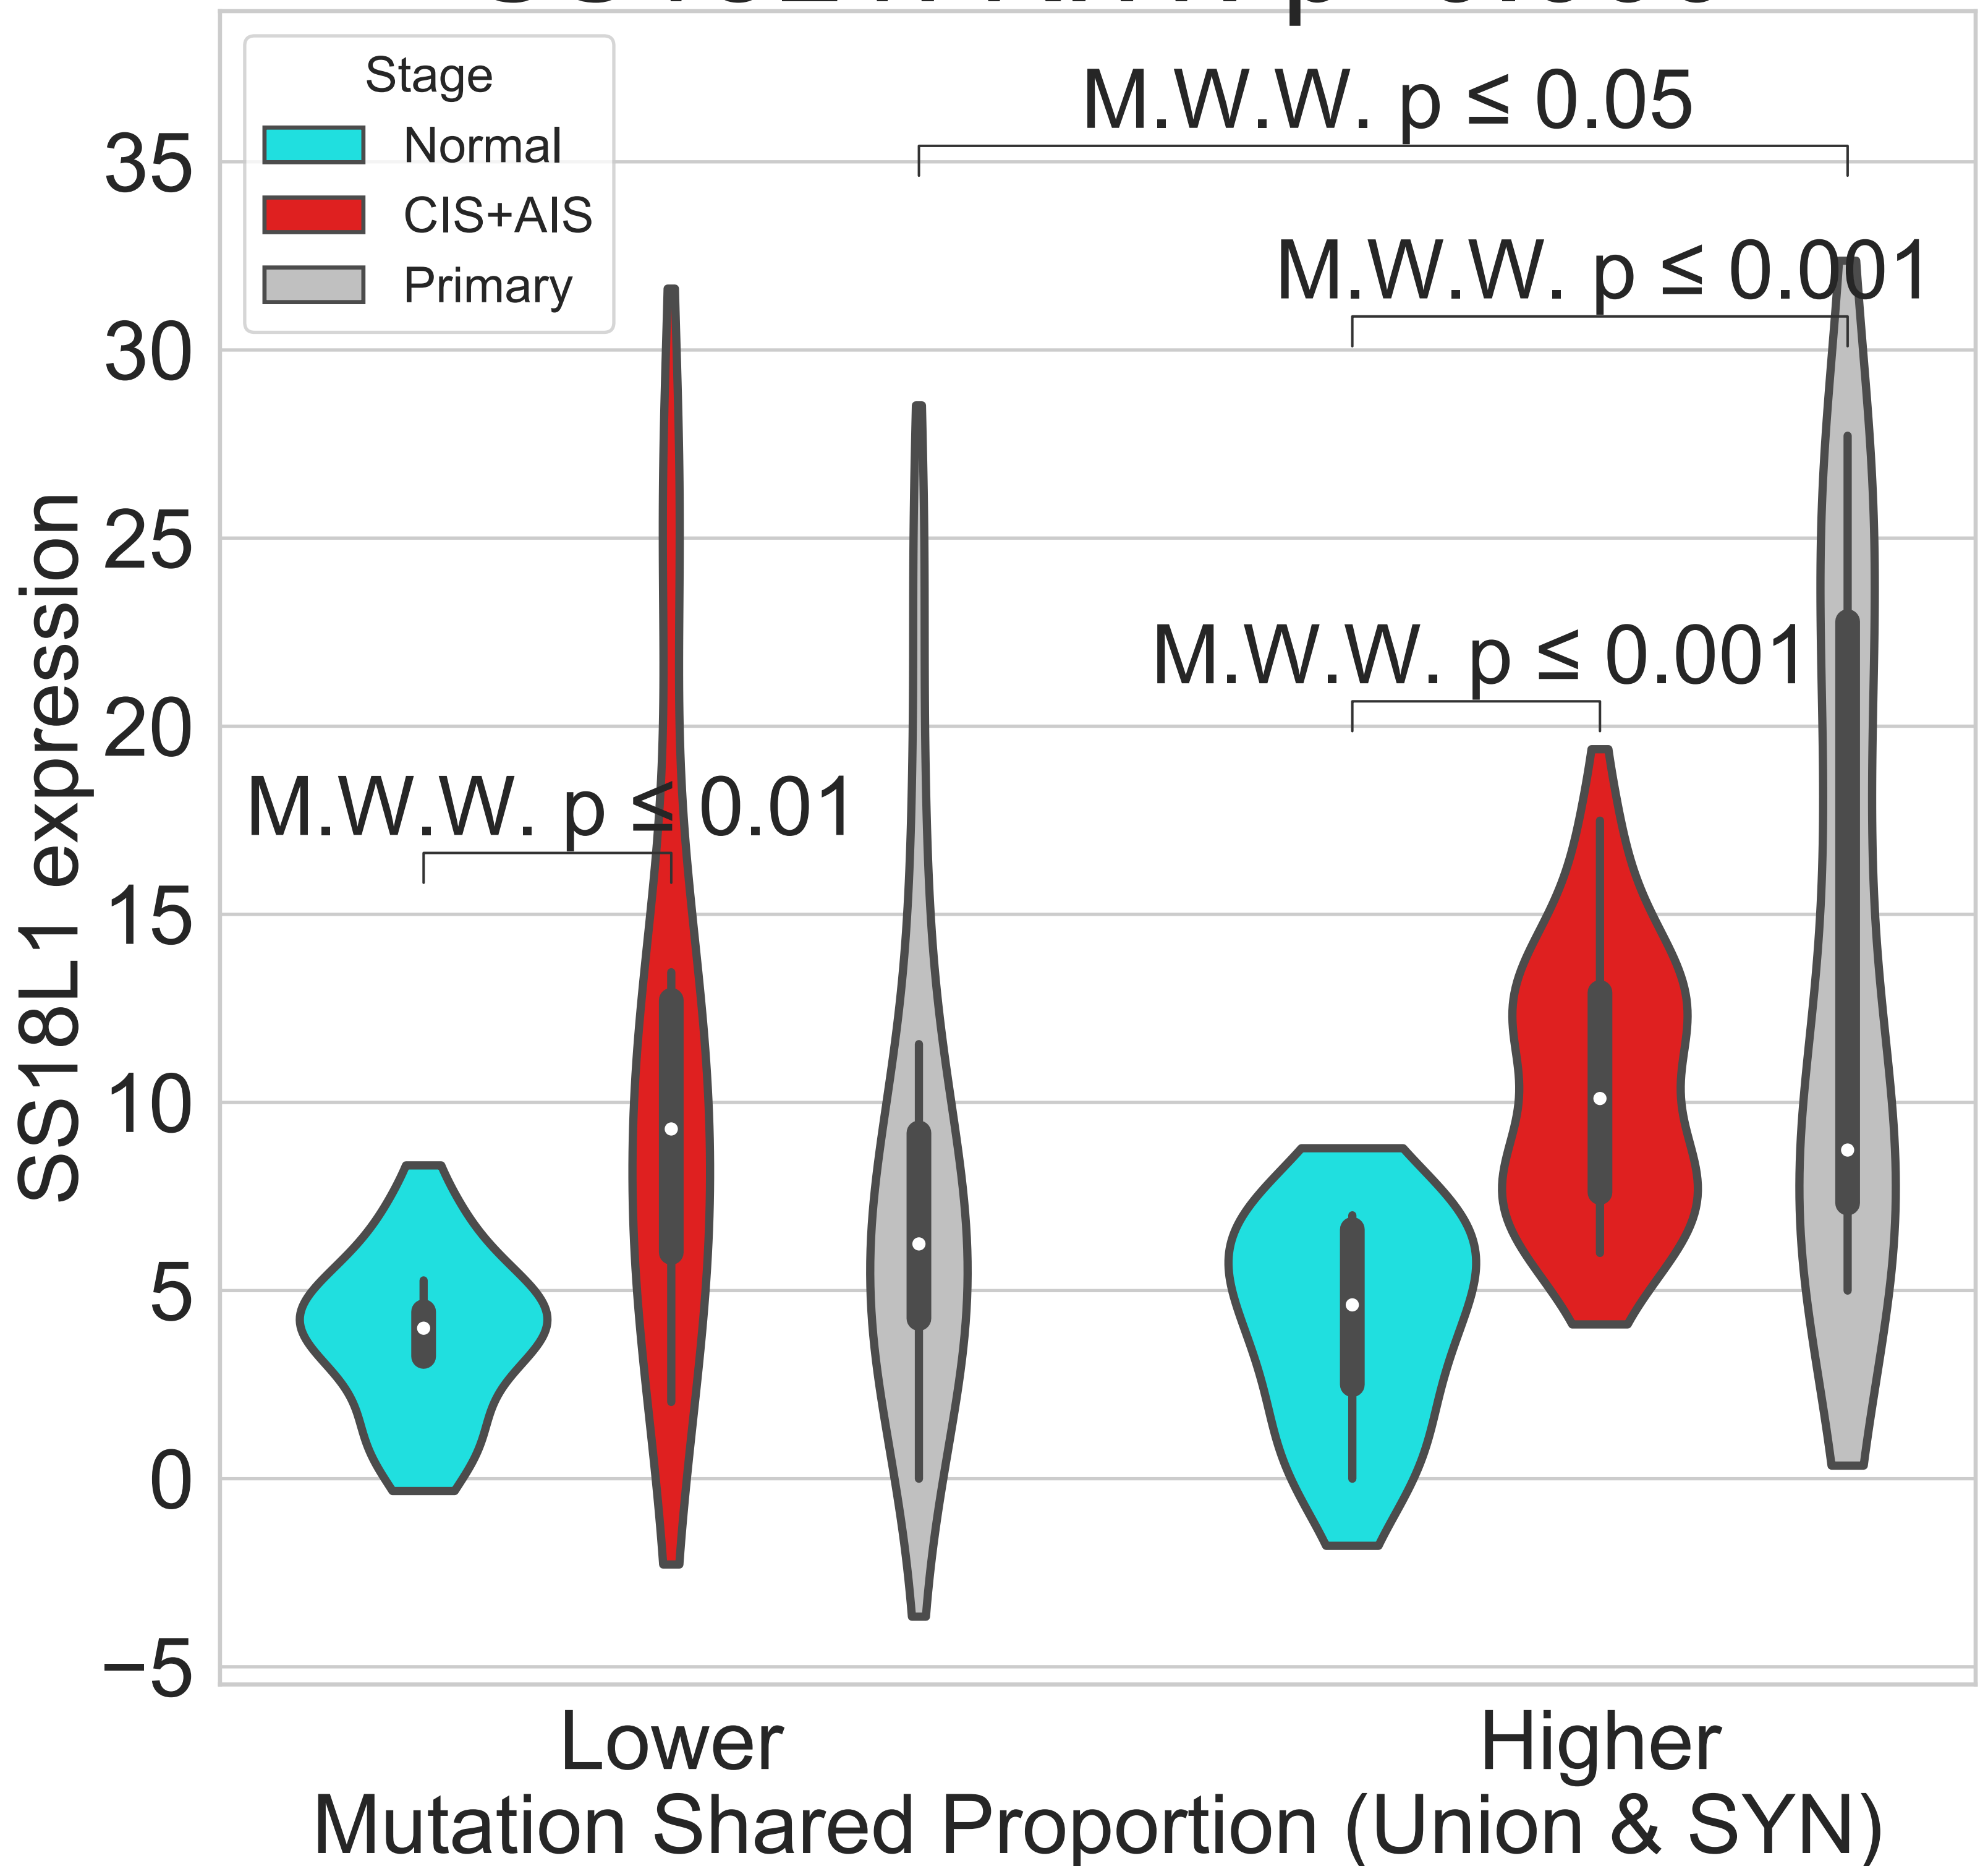 Stage
Normal
CIS+AIS
Primary
M.W.W. p ≤ 0.05
M.W.W. p ≤ 0.001
M.W.W. p ≤ 0.001
M.W.W. p ≤ 0.01
35
30
25
20
15
10
5
0
−5
SS18L1 expression
Lower
Higher
Mutation Shared Proportion (Union & SYN)